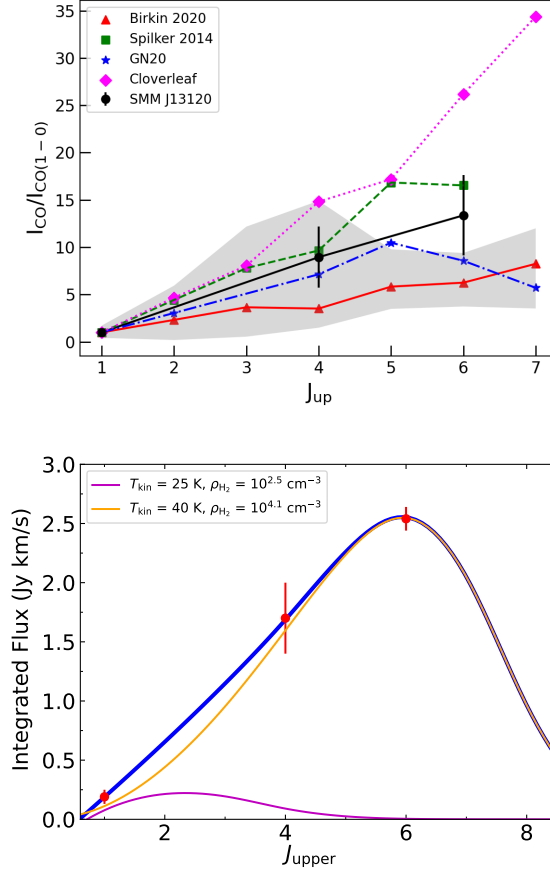 35
30
25
20
15
10
5
0
I_CO/I_CO(1−0)
Birkin 2020
Spilker 2014
GN20
Cloverleaf
SMM J13120
1 2 3 4 5 6 7
J_up
3.0
2.5
2.0
1.5
1.0
0.5
0.0
Integrated Flux (Jy km/s)
T_kin = 25 K, ρ_H₂ = 10^2.5 cm^−3
T_kin = 40 K, ρ_H₂ = 10^4.1 cm^−3
2 4 6 8
J_upper